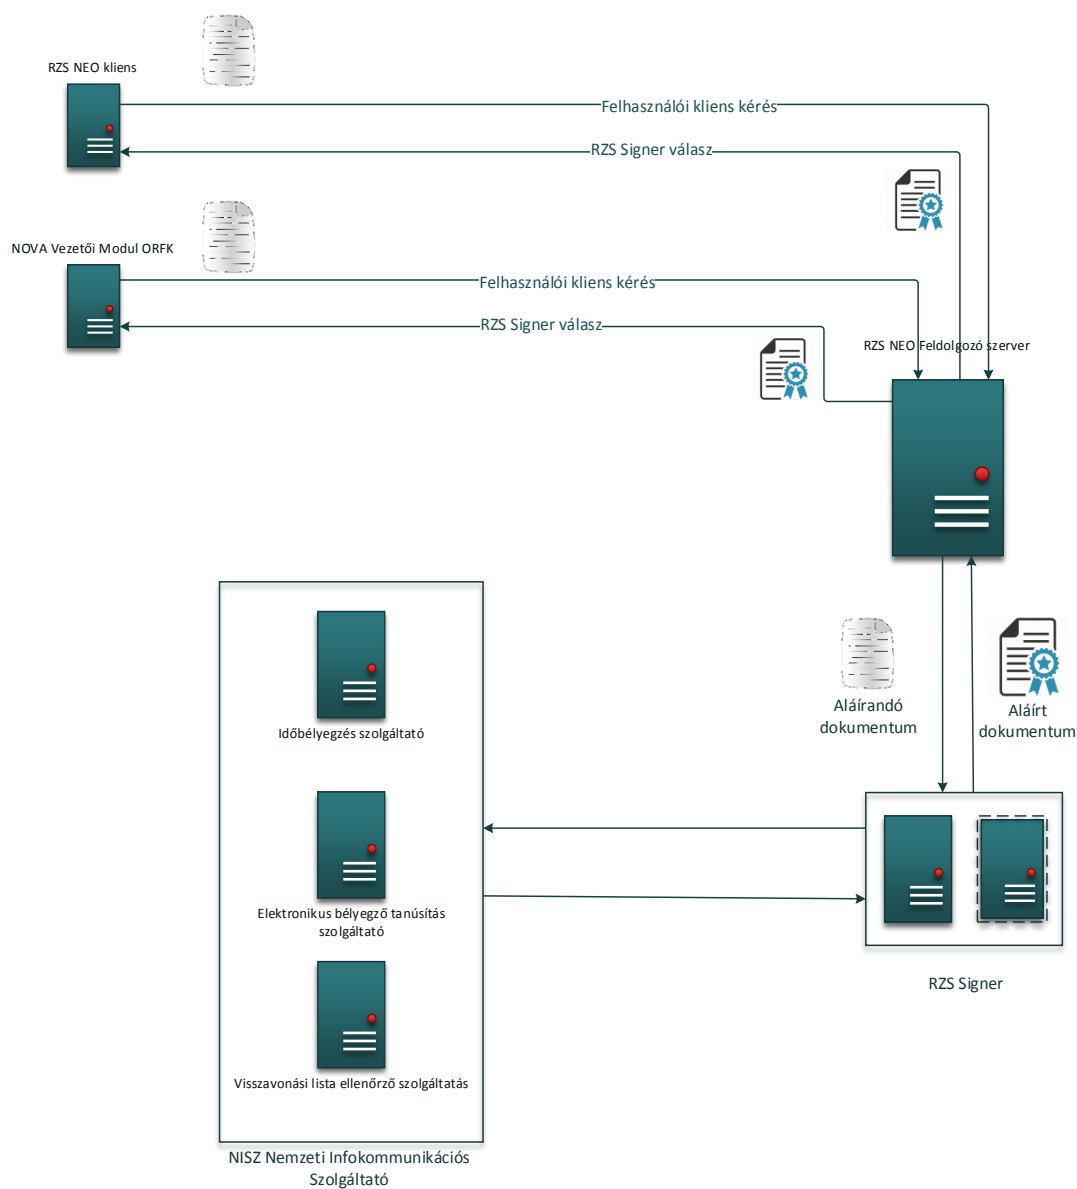 RZS NEO kliens
Felhasználói kliens kérés
RZS Signer válasz
NOVA Vezetői Modul ORFK
Felhasználói kliens kérés
RZS Signer válasz
RZS NEO Feldolgozó szerver
Aláírandó
dokumentum
Aláírt
dokumentum
Időbélyegzés szolgáltató
Elektronikus bélyegző tanúsítás
szolgáltató
RZS Signer
Visszavonási lista ellenőrző szolgáltatás
NISZ Nemzeti Infokommunikációs
Szolgáltató